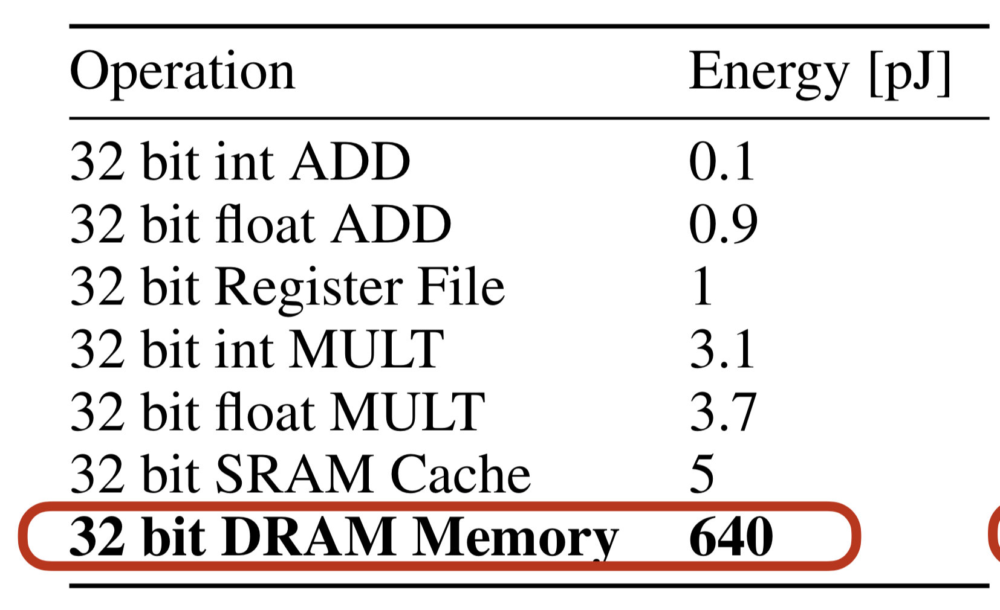 Operation Energy [pJ]
32 bit int ADD 0.1
32 bit float ADD 0.9
32 bit Register File 1
32 bit int MULT 3.1
32 bit float MULT 3.7
32 bit SRAM Cache 5
32 bit DRAM Memory 640